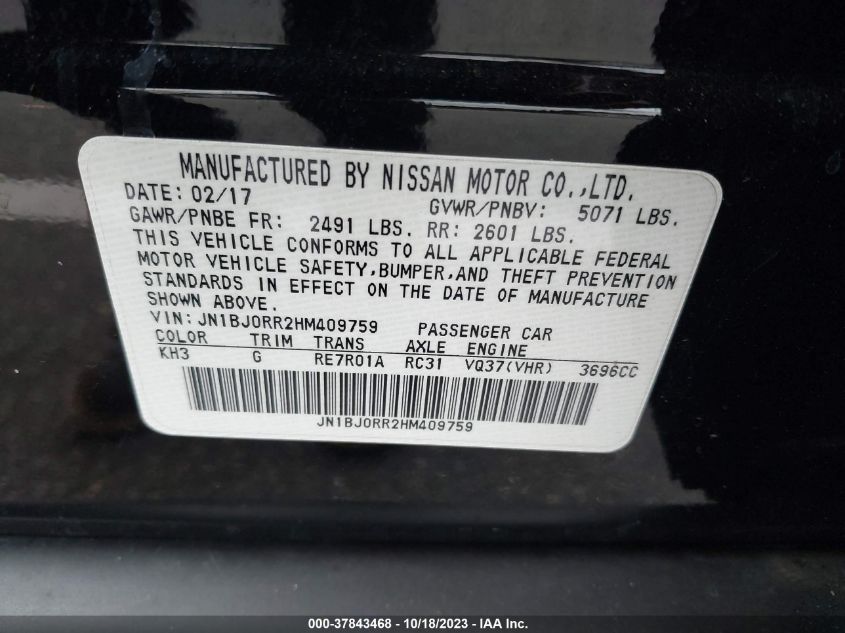 MANUFACTURED BY NISSAN MOTOR CO.,LTD.
DATE: 02/17 GVWR/PNBV: 5071 LBS.
GAWR/PNBE FR: 2491 LBS. RR: 2601 LBS.
THIS VEHICLE CONFORMS TO ALL APPLICABLE FEDERAL
MOTOR VEHICLE SAFETY,BUMPER,AND THEFT PREVENTION
STANDARDS IN EFFECT ON THE DATE OF MANUFACTURE
SHOWN ABOVE.
VIN: JN1BJ0RR2HM409759 PASSENGER CAR
COLOR TRIM TRANS AXLE ENGINE
KH3 G RE7R01A RC31 VQ37(VHR) 3696CC
JN1BJ0RR2HM409759
000-37843468 - 10/18/2023 - IAA Inc.